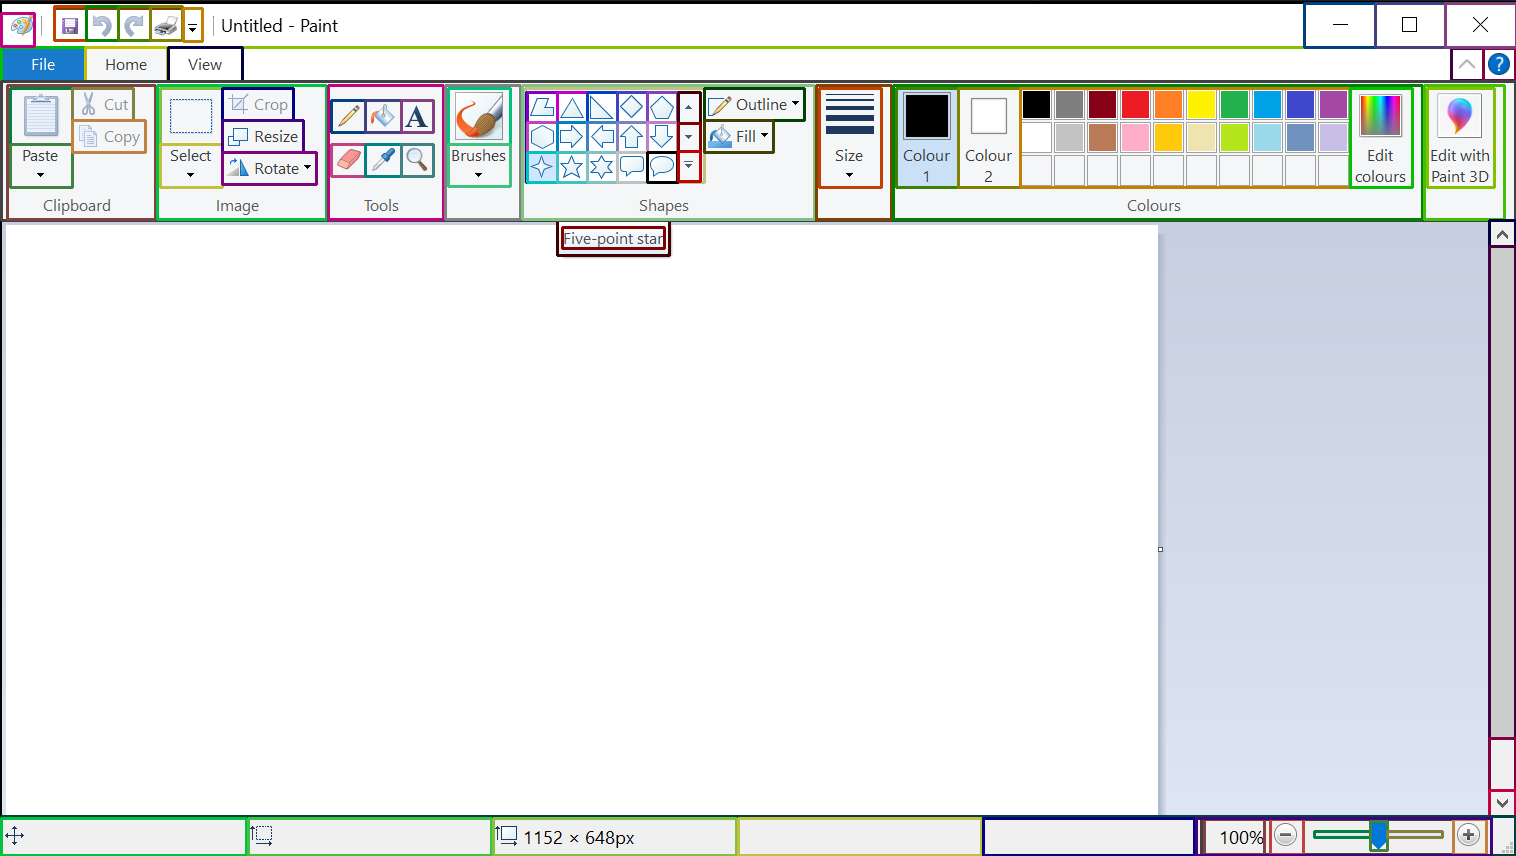 Untitled - Paint
File
Home
View
Paste
Cut
Copy
Clipboard
Select
Crop
Resize
Rotate
Image
A
Tools
Brushes
Outline
Fill
Shapes
Size
Colour
1
Colour
2
Edit
colours
Colours
Edit with
Paint 3D
?
Five-point star
1152 × 648px
100%